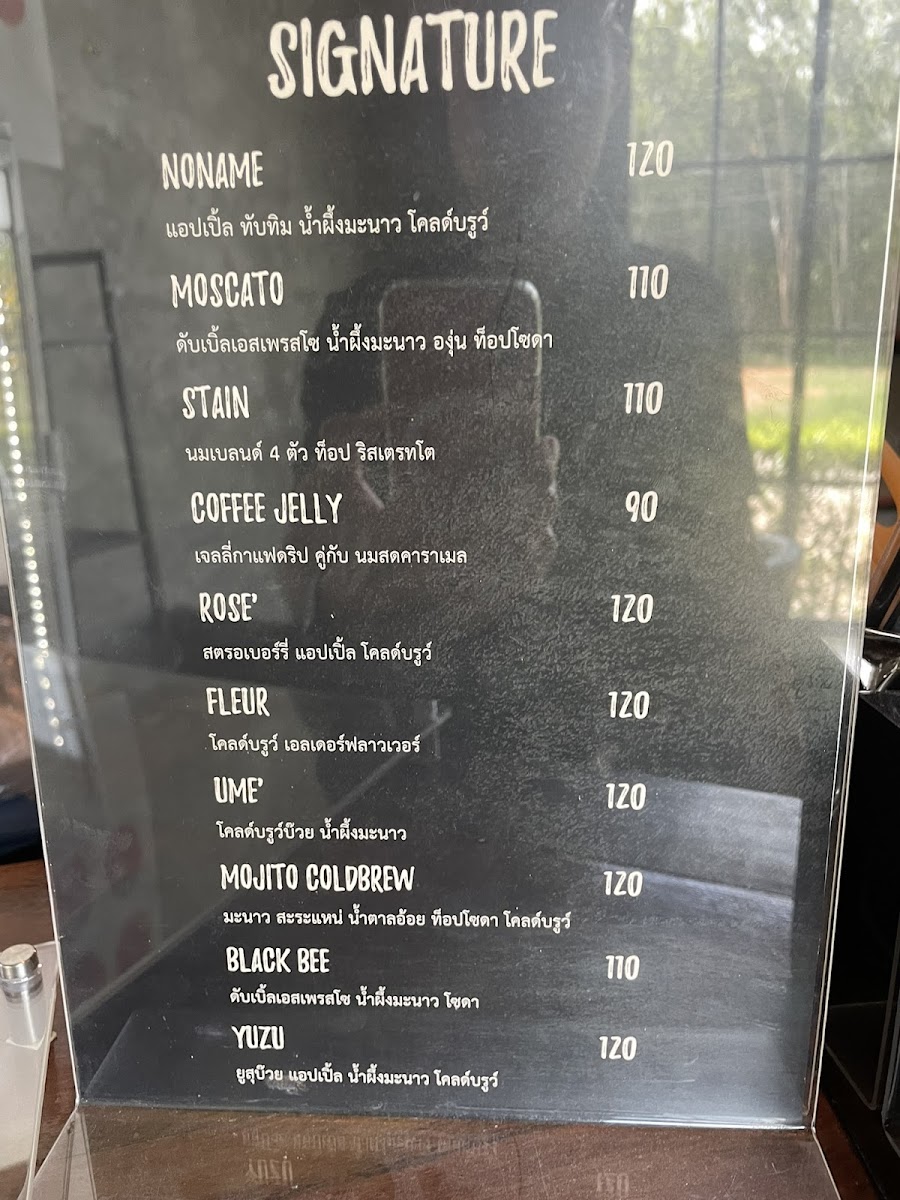 SIGNATURE
NONAME 120
แอปเปิ้ล ทับทิม น้ำผึ้งมะนาว โคลด์บรูว์
MOSCATO 110
ดับเบิ้ลเอสเพรสโซ น้ำผึ้งมะนาว องุ่น ท็อปโซดา
STAIN 110
นมเบลนด์ 4 ตัว ท็อป ริสเตรทโต
COFFEE JELLY 90
เจลลี่กาแฟดริป คู่กับ นมสดคาราเมล
ROSE' 120
สตรอเบอร์รี่ แอปเปิ้ล โคลด์บรูว์
FLEUR 120
โคลด์บรูว์ เอลเดอร์ฟลาวเวอร์
UME' 120
โคลด์บรูว์บ๊วย น้ำผึ้งมะนาว
MOJITO COLDBREW 120
มะนาว สะระแหน่ น้ำตาลอ้อย ท็อปโซดา โคลด์บรูว์
BLACK BEE 110
ดับเบิ้ลเอสเพรสโซ น้ำผึ้งมะนาว โซดา
YUZU 120
ยูสุบ๊วย แอปเปิ้ล น้ำผึ้งมะนาว โคลด์บรูว์